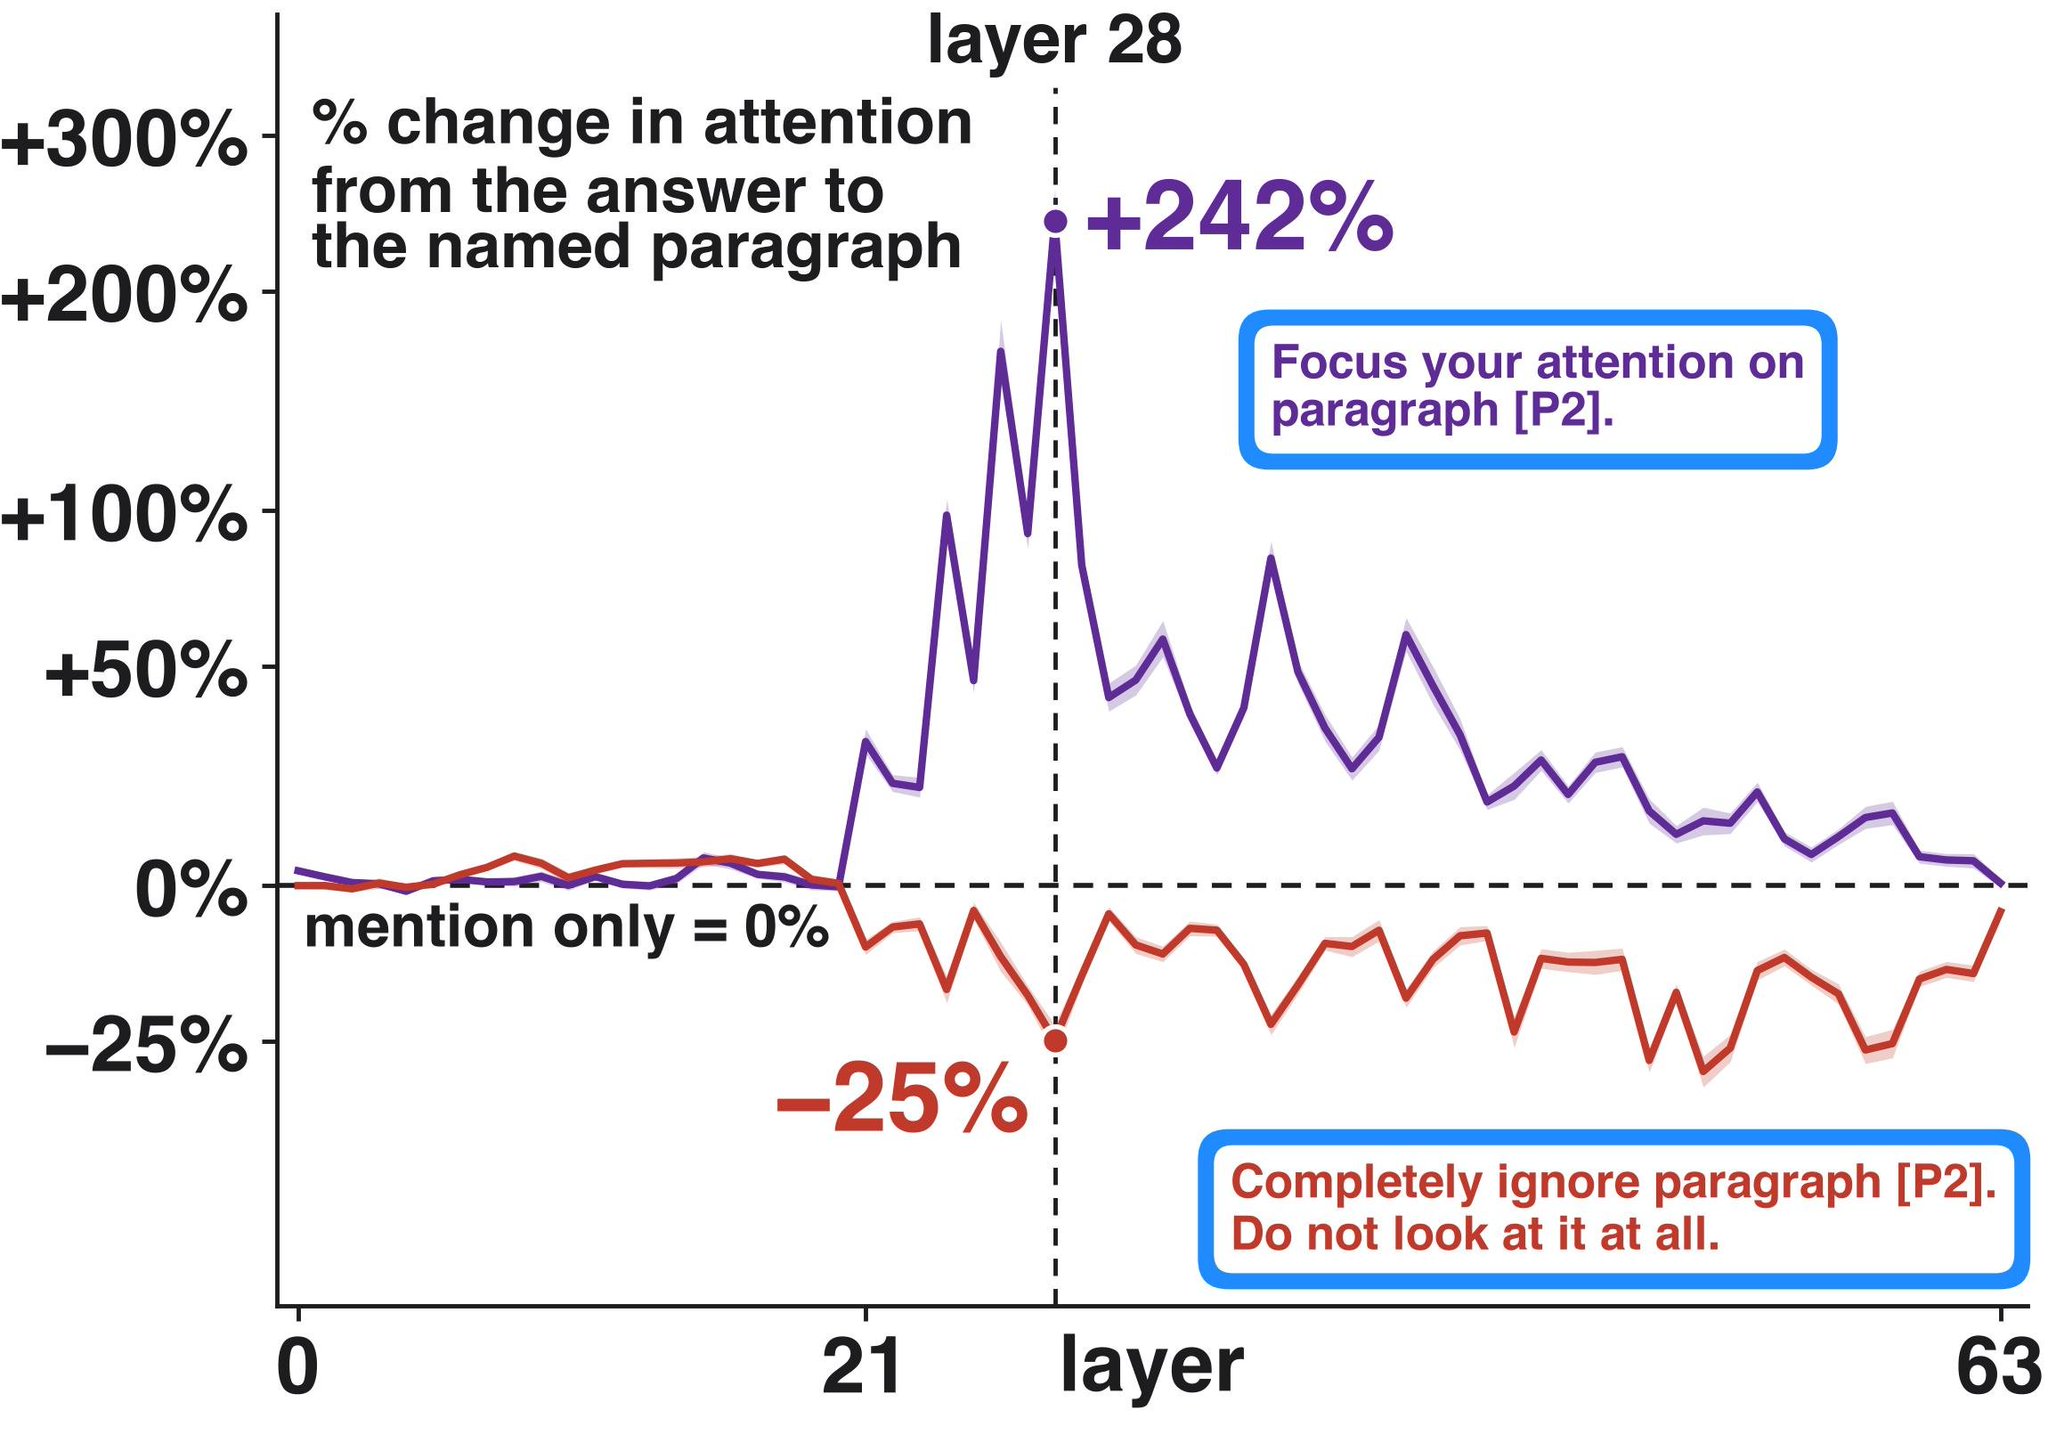 layer 28
+300%
% change in attention
from the answer to
the named paragraph
+242%
+200%
Focus your attention on
paragraph [P2].
+100%
+50%
0%
mention only = 0%
−25%
−25%
Completely ignore paragraph [P2].
Do not look at it at all.
0
21
layer
63